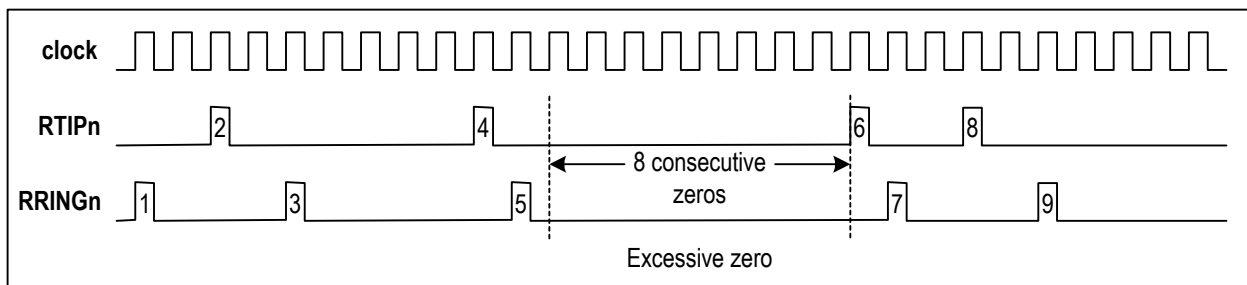 clock
RTIPn
2
4
6
8
8 consecutive
zeros
RRINGn
1
3
5
7
9
Excessive zero